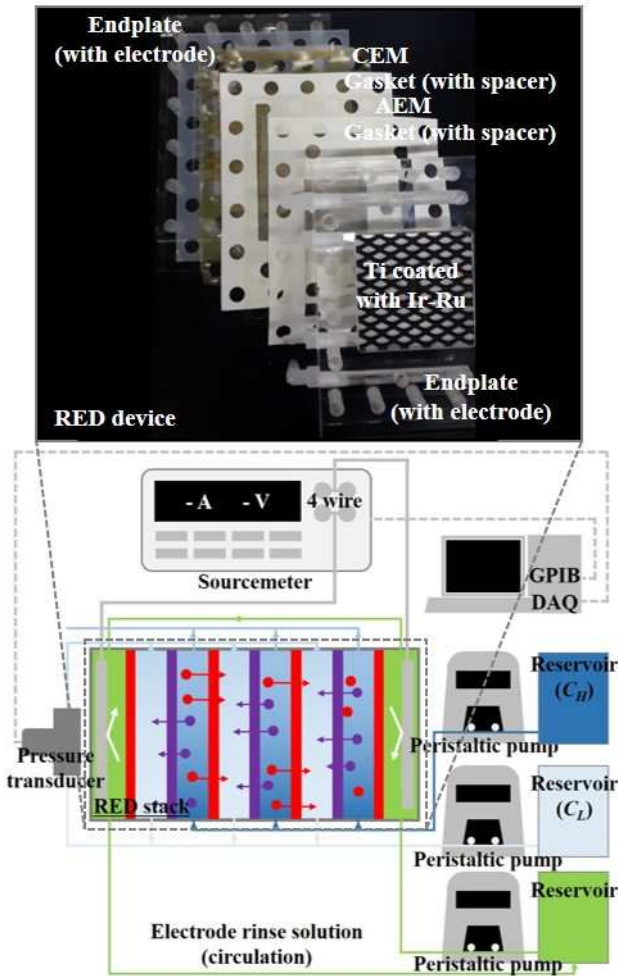 Endplate
(with electrode)
CEM
Gasket (with spacer)
AEM
Gasket (with spacer)
Ti coated
with Ir-Ru
Endplate
(with electrode)
RED device
- A - V
4 wire
Sourcemeter
GPIB
DAQ
Reservoir
(C_H)
Peristaltic pump
Pressure
transducer
RED stack
Reservoir
(C_L)
Peristaltic pump
Reservoir
Peristaltic pump
Electrode rinse solution
(circulation)